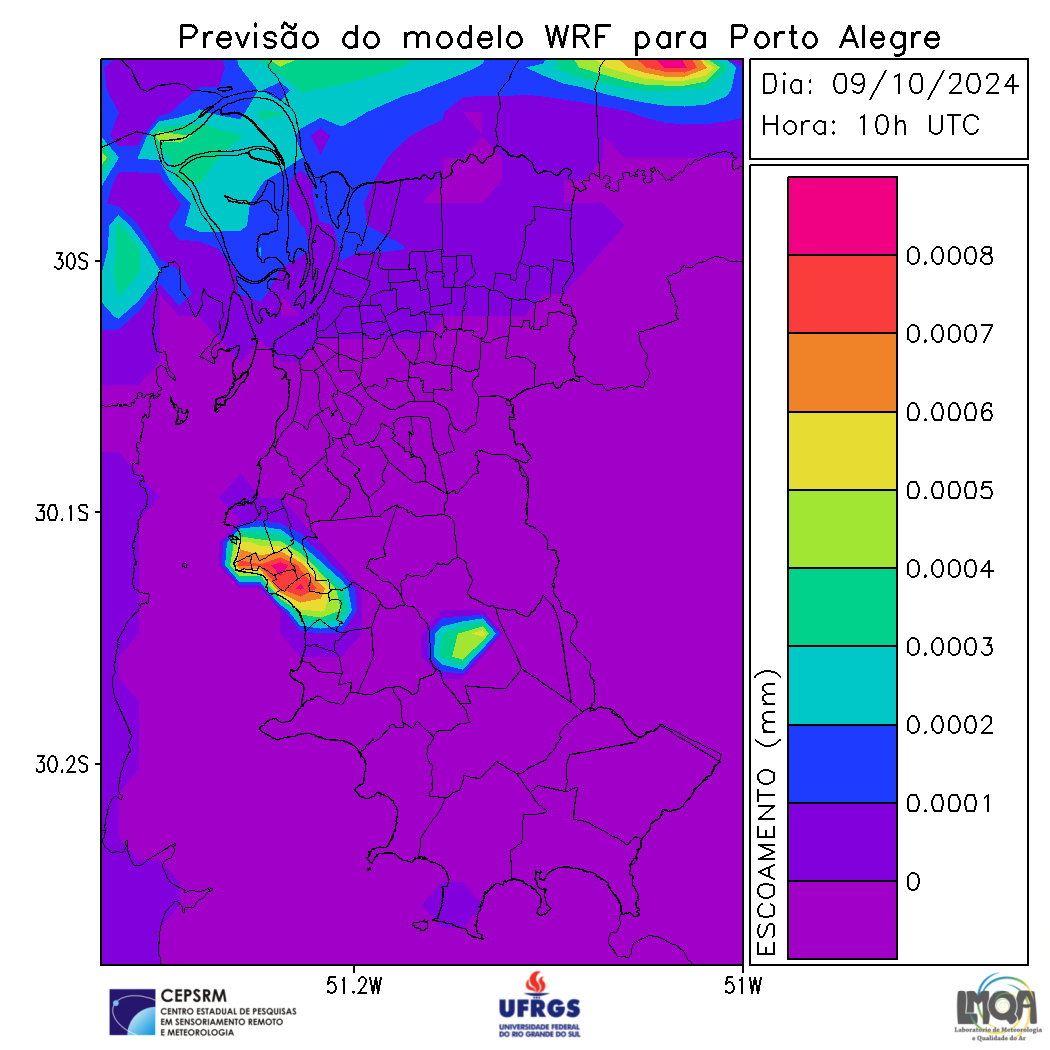 Previsão do modelo WRF para Porto Alegre
Dia: 09/10/2024
Hora: 10h UTC
30S
30.1S
30.2S
51.2W
51W
ESCOAMENTO (mm)
0.0008
0.0007
0.0006
0.0005
0.0004
0.0003
0.0002
0.0001
0
CEPSRM
CENTRO ESTADUAL DE PESQUISAS
EM SENSORIAMENTO REMOTO
E METEOROLOGIA
UFRGS
UNIVERSIDADE FEDERAL
DO RIO GRANDE DO SUL
LMQA
Laboratório de Meteorologia
e Qualidade do Ar